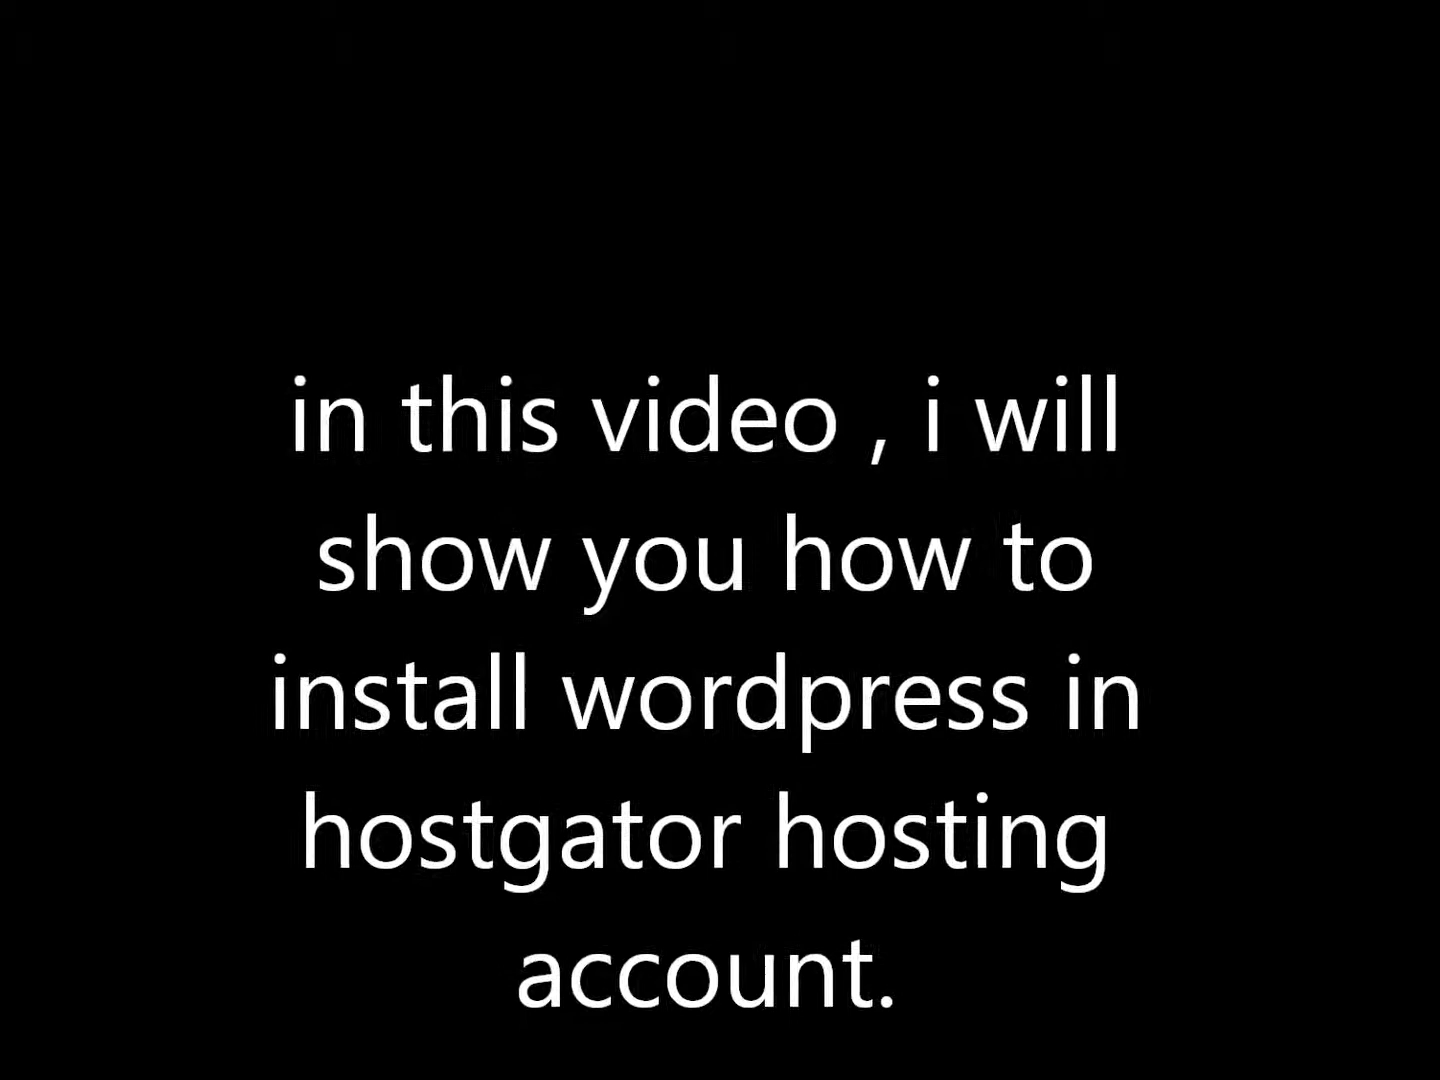 in this video , i will
show you how to
install wordpress in
hostgator hosting
account.